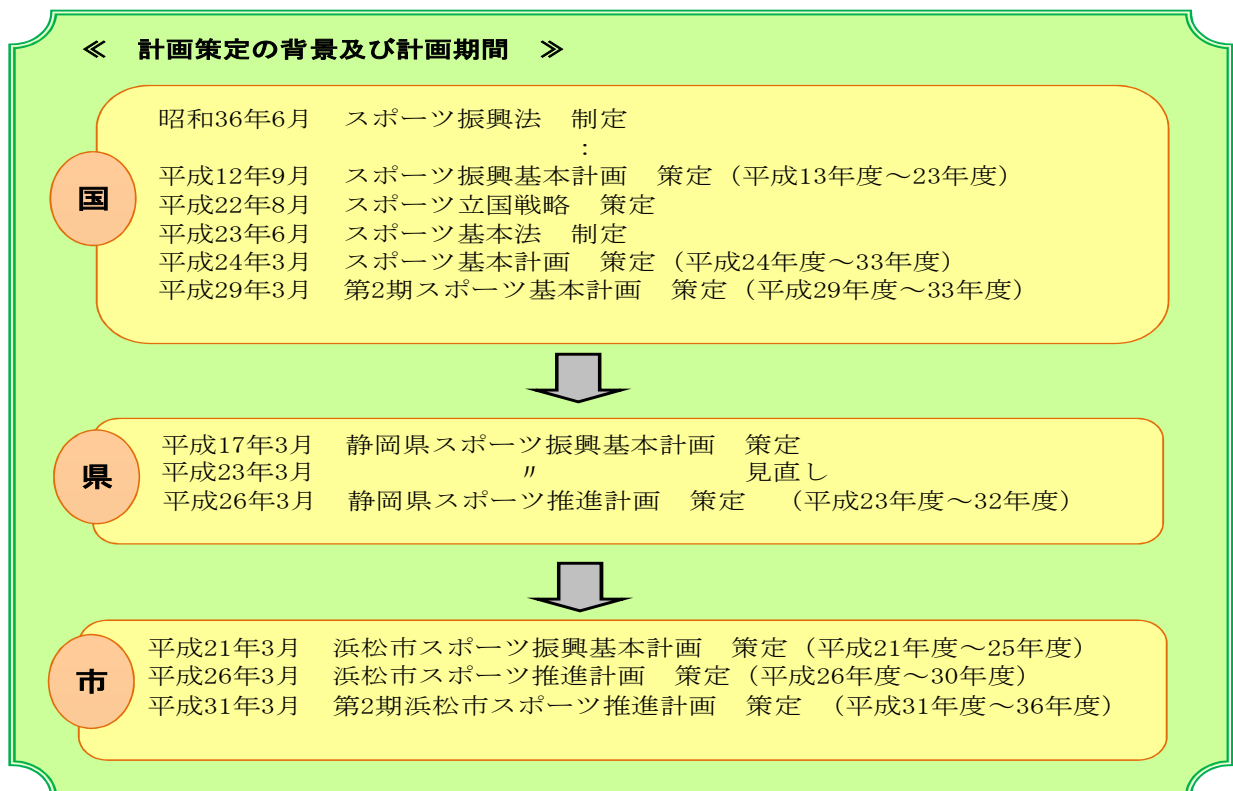 ≪　計画策定の背景及び計画期間　≫
国
昭和36年6月　スポーツ振興法　制定
：
平成12年9月　スポーツ振興基本計画　策定（平成13年度～23年度）
平成22年8月　スポーツ立国戦略　策定
平成23年6月　スポーツ基本法　制定
平成24年3月　スポーツ基本計画　策定（平成24年度～33年度）
平成29年3月　第2期スポーツ基本計画　策定（平成29年度～33年度）
県
平成17年3月　静岡県スポーツ振興基本計画　策定
平成23年3月　〃　見直し
平成26年3月　静岡県スポーツ推進計画　策定　（平成23年度～32年度）
市
平成21年3月　浜松市スポーツ振興基本計画　策定（平成21年度～25年度）
平成26年3月　浜松市スポーツ推進計画　策定（平成26年度～30年度）
平成31年3月　第2期浜松市スポーツ推進計画　策定　（平成31年度～36年度）